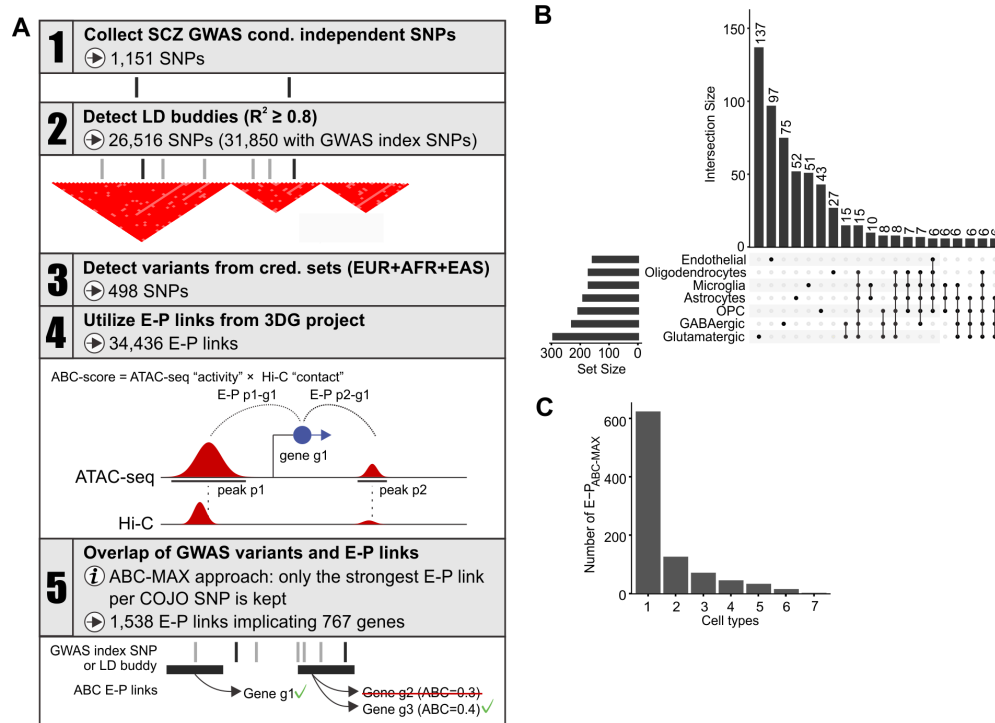 A
1
Collect SCZ GWAS cond. independent SNPs
1,151 SNPs
2
Detect LD buddies (R² ≥ 0.8)
26,516 SNPs (31,850 with GWAS index SNPs)
3
Detect variants from cred. sets (EUR+AFR+EAS)
498 SNPs
4
Utilize E-P links from 3DG project
34,436 E-P links
ABC-score = ATAC-seq “activity” × Hi-C “contact”
E-P p1-g1
E-P p2-g1
gene g1
ATAC-seq
peak p1
peak p2
Hi-C
5
Overlap of GWAS variants and E-P links
i ABC-MAX approach: only the strongest E-P link
per COJO SNP is kept
1,538 E-P links implicating 767 genes
GWAS index SNP
or LD buddy
ABC E-P links
Gene g1
Gene g2 (ABC=0.3)
Gene g3 (ABC=0.4)
B
Intersection Size
150
100
50
0
137
97
75
52
51
43
27
15
15
10
8
8
7
7
6
6
6
6
6
Endothelial
Oligodendrocytes
Microglia
Astrocytes
OPC
GABAergic
Glutamatergic
300 200 100 0
Set Size
C
Number of E−P ABC-MAX
600
400
200
0
1 2 3 4 5 6 7
Cell types